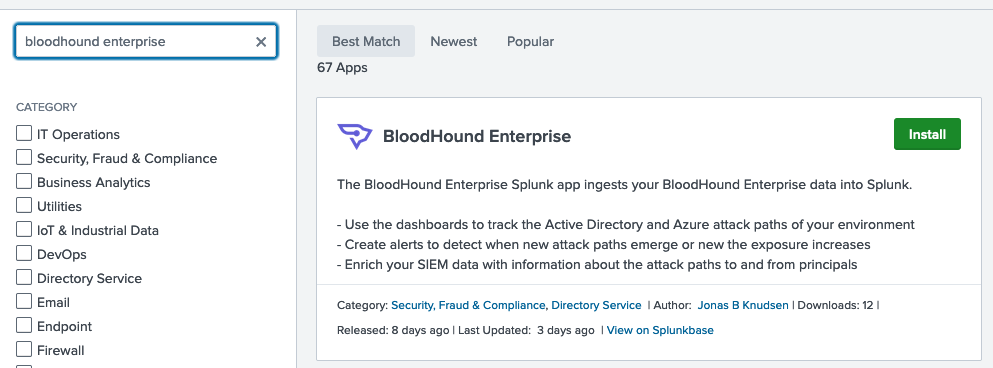 bloodhound enterprise
CATEGORY
IT Operations
Security, Fraud & Compliance
Business Analytics
Utilities
IoT & Industrial Data
DevOps
Directory Service
Email
Endpoint
Firewall
Best Match Newest Popular
67 Apps
BloodHound Enterprise
Install
The BloodHound Enterprise Splunk app ingests your BloodHound Enterprise data into Splunk.
- Use the dashboards to track the Active Directory and Azure attack paths of your environment
- Create alerts to detect when new attack paths emerge or new the exposure increases
- Enrich your SIEM data with information about the attack paths to and from principals
Category: Security, Fraud & Compliance, Directory Service | Author: Jonas B Knudsen | Downloads: 12 |
Released: 8 days ago | Last Updated: 3 days ago | View on Splunkbase